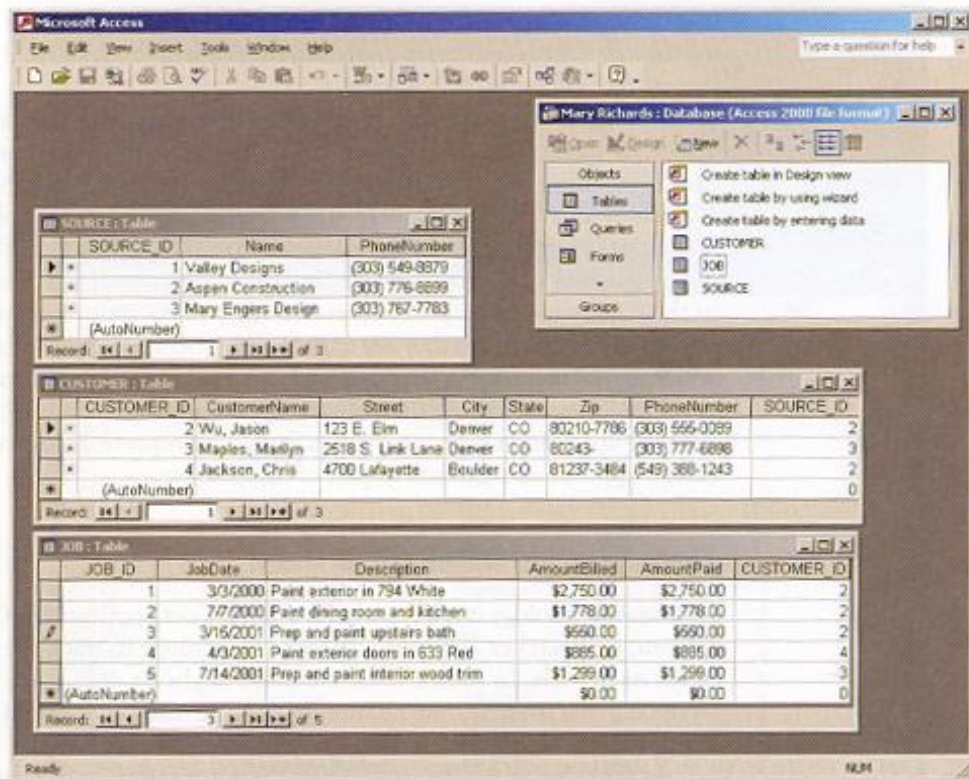 Microsoft Access
File Edit View Insert Tools Window Help
Type a question for help
Mary Richards : Database (Access 2000 file format)
Open Design New
Objects
Tables
Queries
Forms
Groups
Create table in Design view
Create table by using wizard
Create table by entering data
CUSTOMER
JOB
SOURCE
SOURCE : Table
SOURCE_ID Name PhoneNumber
1 Valley Designs (303) 549-8879
2 Aspen Construction (303) 776-8899
3 Mary Engers Design (303) 767-7783
(AutoNumber)
Record: 1 of 3
CUSTOMER : Table
CUSTOMER_ID CustomerName Street City State Zip PhoneNumber SOURCE_ID
2 Wu, Jason 123 E. Elm Denver CO 80210-7786 (303) 555-0089 2
3 Maples, Marilyn 2518 S. Link Lane Denver CO 80243- (303) 777-6898 3
4 Jackson, Chris 4700 Lafayette Boulder CO 81237-3484 (549) 388-1243 2
(AutoNumber) 0
Record: 1 of 3
JOB : Table
JOB_ID JobDate Description AmountBilled AmountPaid CUSTOMER_ID
1 3/3/2000 Paint exterior in 794 White $2,750.00 $2,750.00 2
2 7/7/2000 Paint dining room and kitchen $1,778.00 $1,778.00 2
3 3/15/2001 Prep and paint upstairs bath $550.00 $550.00 2
4 4/3/2001 Paint exterior doors in 633 Red $885.00 $885.00 4
5 7/14/2001 Prep and paint interior wood trim $1,299.00 $1,299.00 3
(AutoNumber) $0.00 $0.00 0
Record: 3 of 5
Ready NUM